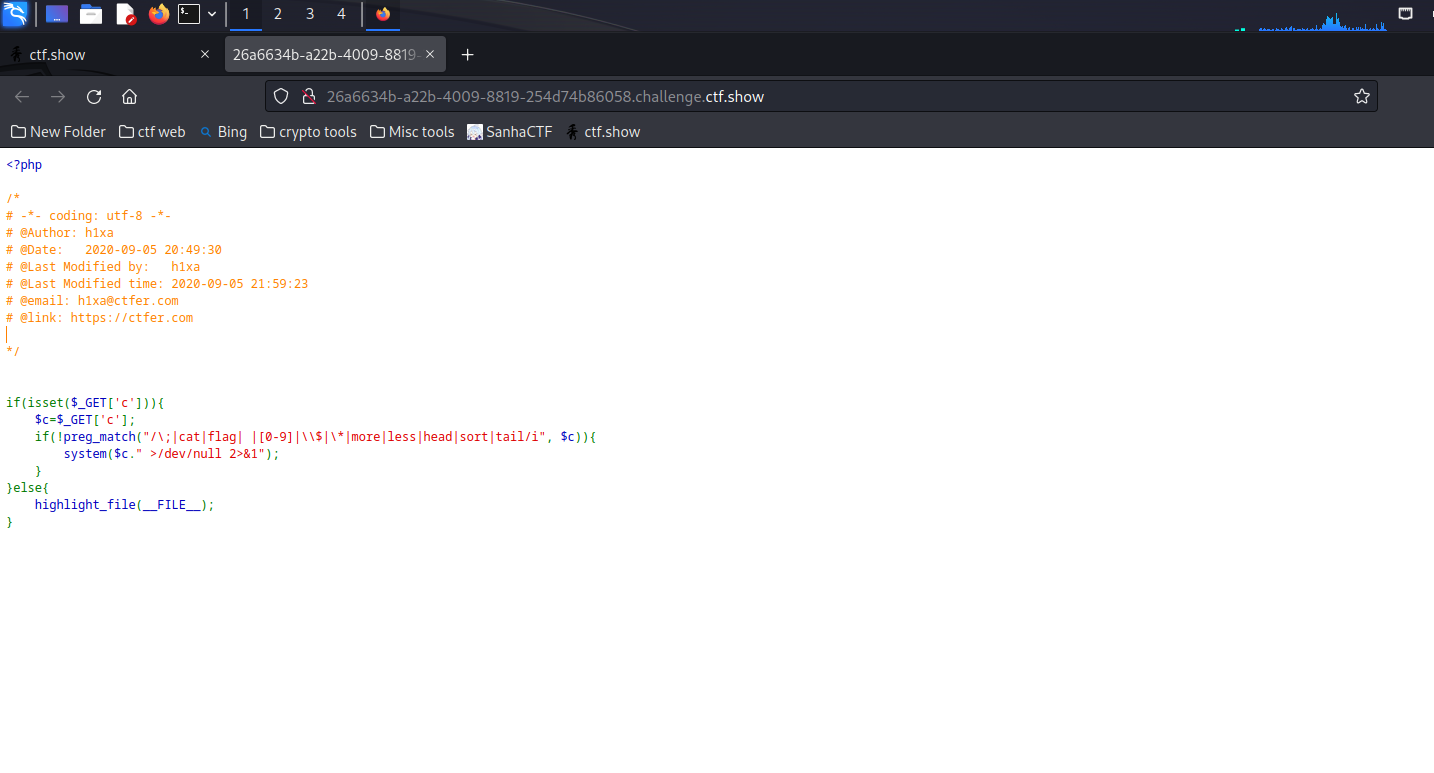 1 2 3 4
ctf.show × 26a6634b-a22b-4009-8819- × +
26a6634b-a22b-4009-8819-254d74b86058.challenge.ctf.show
New Folder ctf web Bing crypto tools Misc tools SanhaCTF ctf.show
<?php
/*
# -*- coding: utf-8 -*-
# @Author: h1xa
# @Date:   2020-09-05 20:49:30
# @Last Modified by:   h1xa
# @Last Modified time: 2020-09-05 21:59:23
# @email: h1xa@ctfer.com
# @link: https://ctfer.com
*/
if(isset($_GET['c'])){
    $c=$_GET['c'];
    if(!preg_match("/\;|cat|flag| |[0-9]|\\$|\*|more|less|head|sort|tail/i", $c)){
        system($c." >/dev/null 2>&1");
    }
}else{
    highlight_file(__FILE__);
}